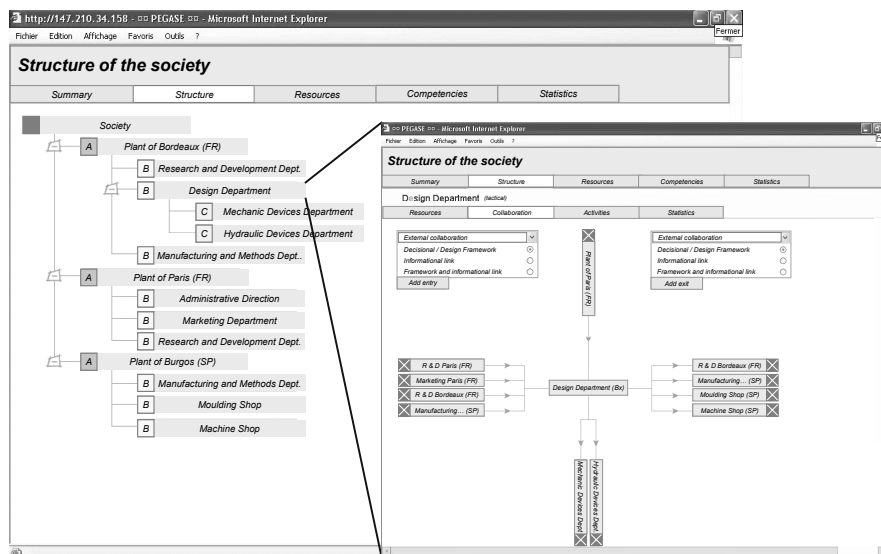 http://147.210.34.158 - ¤¤ PEGASE ¤¤ - Microsoft Internet Explorer
Fermer
Fichier Edition Affichage Favoris Outils ?
Structure of the society
Summary Structure Resources Competencies Statistics
Society
A Plant of Bordeaux (FR)
B Research and Development Dept.
B Design Department
C Mechanic Devices Department
C Hydraulic Devices Department
B Manufacturing and Methods Dept..
A Plant of Paris (FR)
B Administrative Direction
B Marketing Department
B Research and Development Dept.
A Plant of Burgos (SP)
B Manufacturing and Methods Dept.
B Moulding Shop
B Machine Shop
¤¤ PEGASE ¤¤ - Microsoft Internet Explorer
Fichier Edition Affichage Favoris Outils ?
Structure of the society
Summary Structure Resources Competencies Statistics
Design Department (tactical)
Resources Collaboration Activities Statistics
External collaboration
Decisional / Design Framework
Informational link
Framework and informational link
Add entry
Plant of Paris (FR)
External collaboration
Decisional / Design Framework
Informational link
Framework and informational link
Add exit
R & D Paris (FR)
Marketing Paris (FR)
R & D Bordeaux (FR)
Manufacturing... (SP)
Design Department (Bx)
R & D Bordeaux (FR)
Manufacturing... (SP)
Moulding Shop (SP)
Machine Shop (SP)
Mechanic Devices Dept
Hydraulic Devices Dept